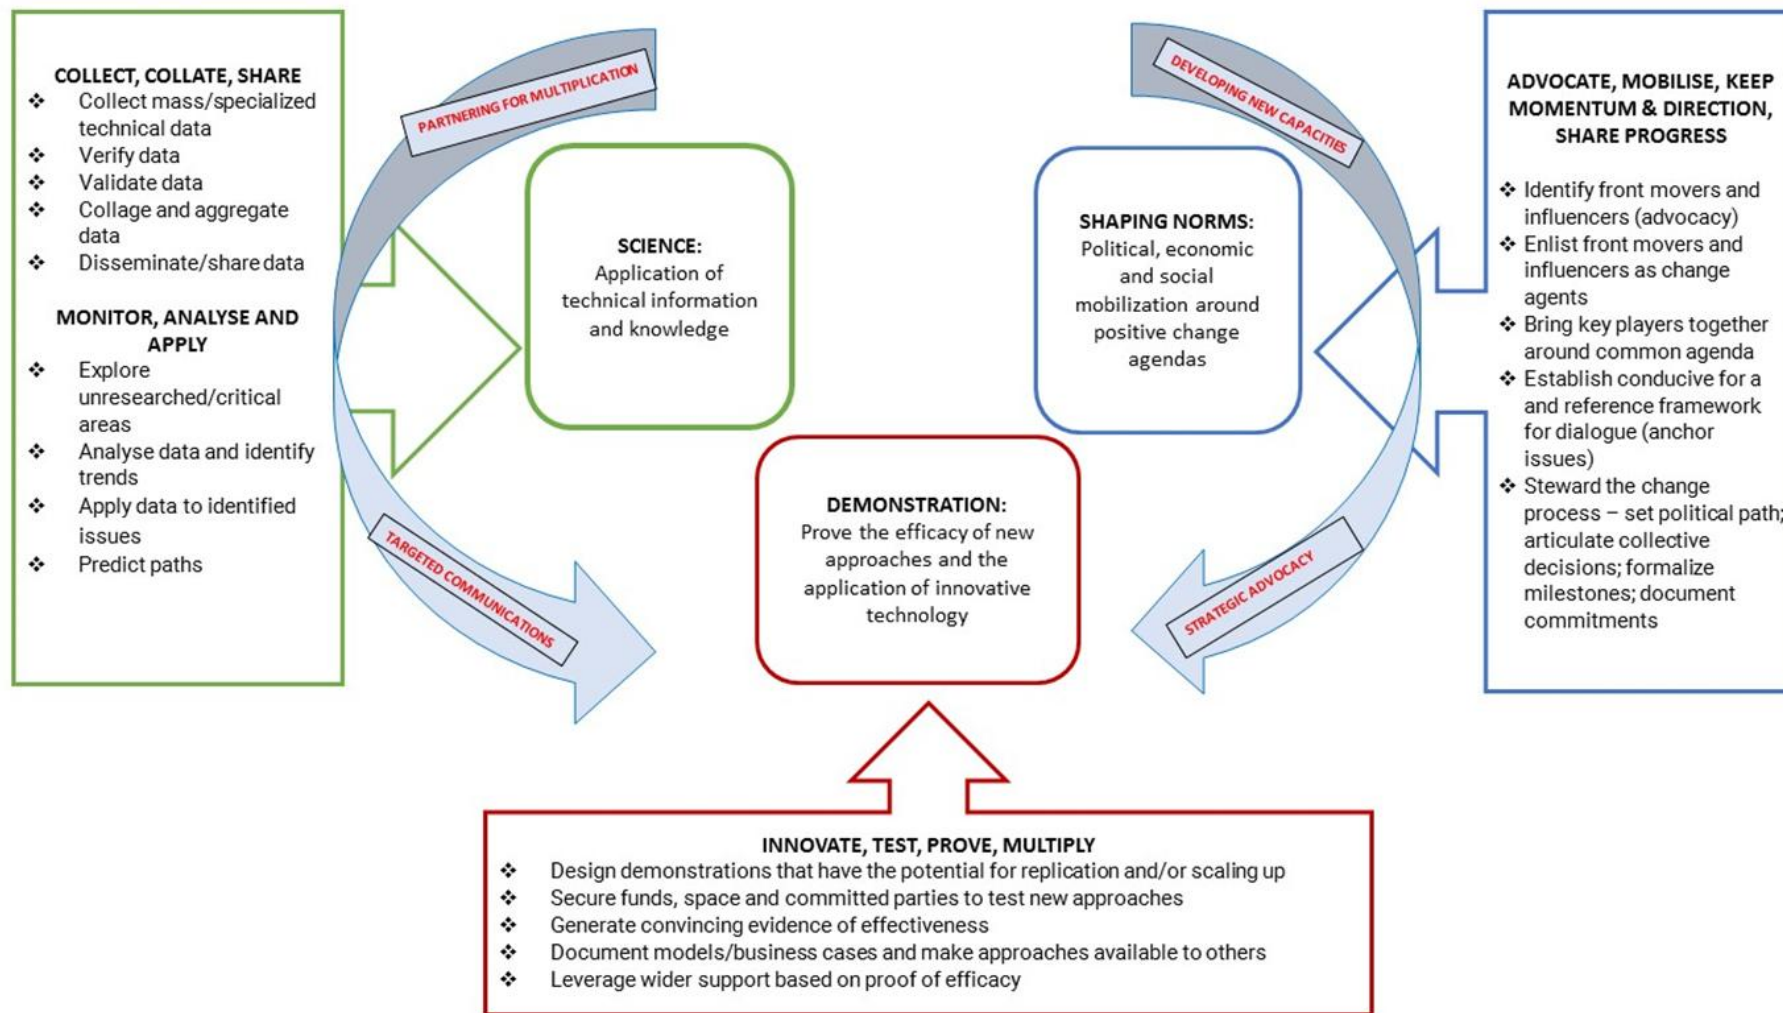 COLLECT, COLLATE, SHARE
❖ Collect mass/specialized
technical data
❖ Verify data
❖ Validate data
❖ Collage and aggregate
data
❖ Disseminate/share data
MONITOR, ANALYSE AND
APPLY
❖ Explore
unresearched/critical
areas
❖ Analyse data and identify
trends
❖ Apply data to identified
issues
❖ Predict paths
PARTNERING FOR MULTIPLICATION
TARGETED COMMUNICATIONS
SCIENCE:
Application of
technical information
and knowledge
DEMONSTRATION:
Prove the efficacy of new
approaches and the
application of innovative
technology
SHAPING NORMS:
Political, economic
and social
mobilization around
positive change
agendas
DEVELOPING NEW CAPACITIES
STRATEGIC ADVOCACY
ADVOCATE, MOBILISE, KEEP
MOMENTUM & DIRECTION,
SHARE PROGRESS
❖ Identify front movers and
influencers (advocacy)
❖ Enlist front movers and
influencers as change
agents
❖ Bring key players together
around common agenda
❖ Establish conducive for a
and reference framework
for dialogue (anchor
issues)
❖ Steward the change
process – set political path;
articulate collective
decisions; formalize
milestones; document
commitments
INNOVATE, TEST, PROVE, MULTIPLY
❖ Design demonstrations that have the potential for replication and/or scaling up
❖ Secure funds, space and committed parties to test new approaches
❖ Generate convincing evidence of effectiveness
❖ Document models/business cases and make approaches available to others
❖ Leverage wider support based on proof of efficacy